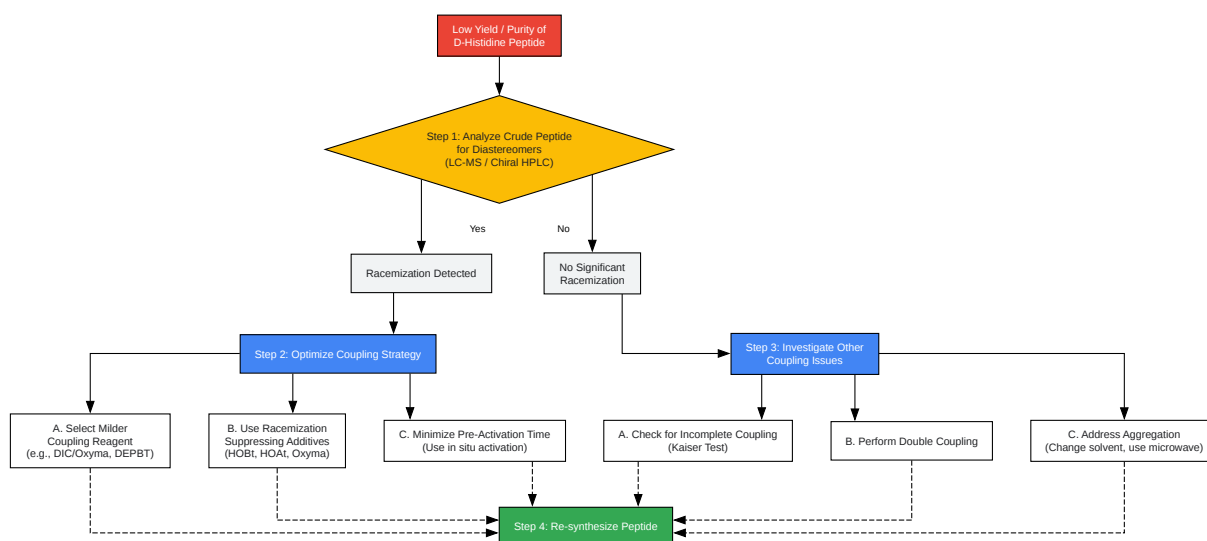 Low Yield / Purity of
D-Histidine Peptide
Step 1: Analyze Crude Peptide
for Diastereomers
(LC-MS / Chiral HPLC)
Yes
No
Racemization Detected
No Significant
Racemization
Step 2: Optimize Coupling Strategy
Step 3: Investigate Other
Coupling Issues
A. Select Milder
Coupling Reagent
(e.g., DIC/Oxyma, DEPBT)
B. Use Racemization
Suppressing Additives
(HOBt, HOAt, Oxyma)
C. Minimize Pre-Activation Time
(Use in situ activation)
A. Check for Incomplete Coupling
(Kaiser Test)
B. Perform Double Coupling
C. Address Aggregation
(Change solvent, use microwave)
Step 4: Re-synthesize Peptide